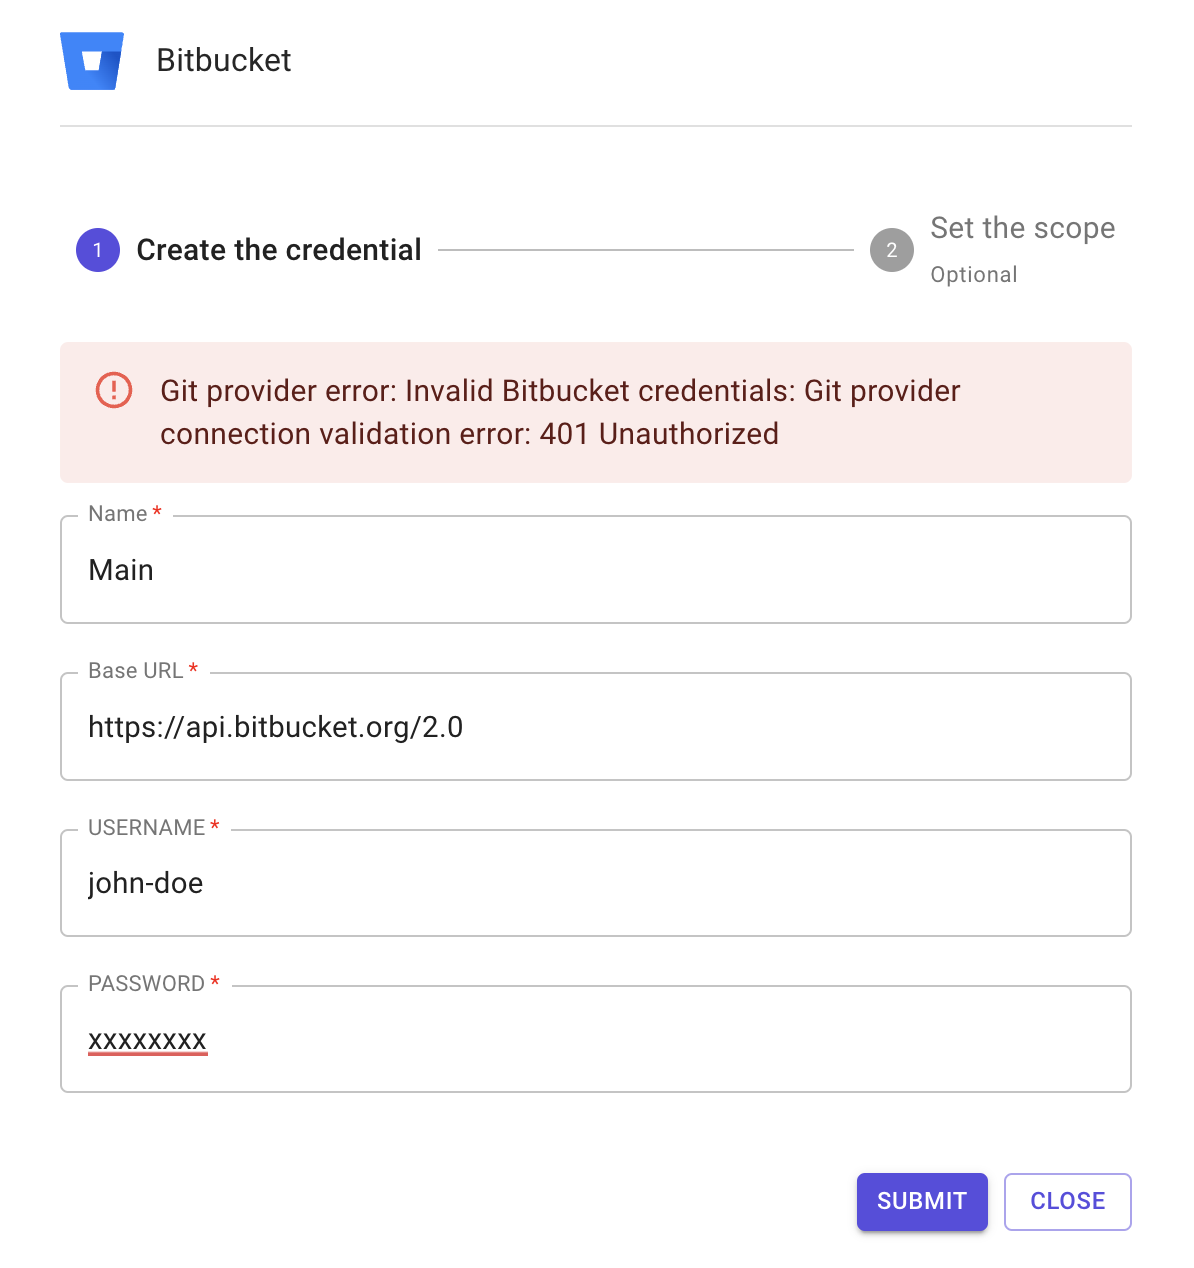 Bitbucket
1
Create the credential
2
Set the scope
Optional
Git provider error: Invalid Bitbucket credentials: Git provider
connection validation error: 401 Unauthorized
Name *
Main
Base URL *
https://api.bitbucket.org/2.0
USERNAME *
john-doe
PASSWORD *
xxxxxxxx
SUBMIT
CLOSE